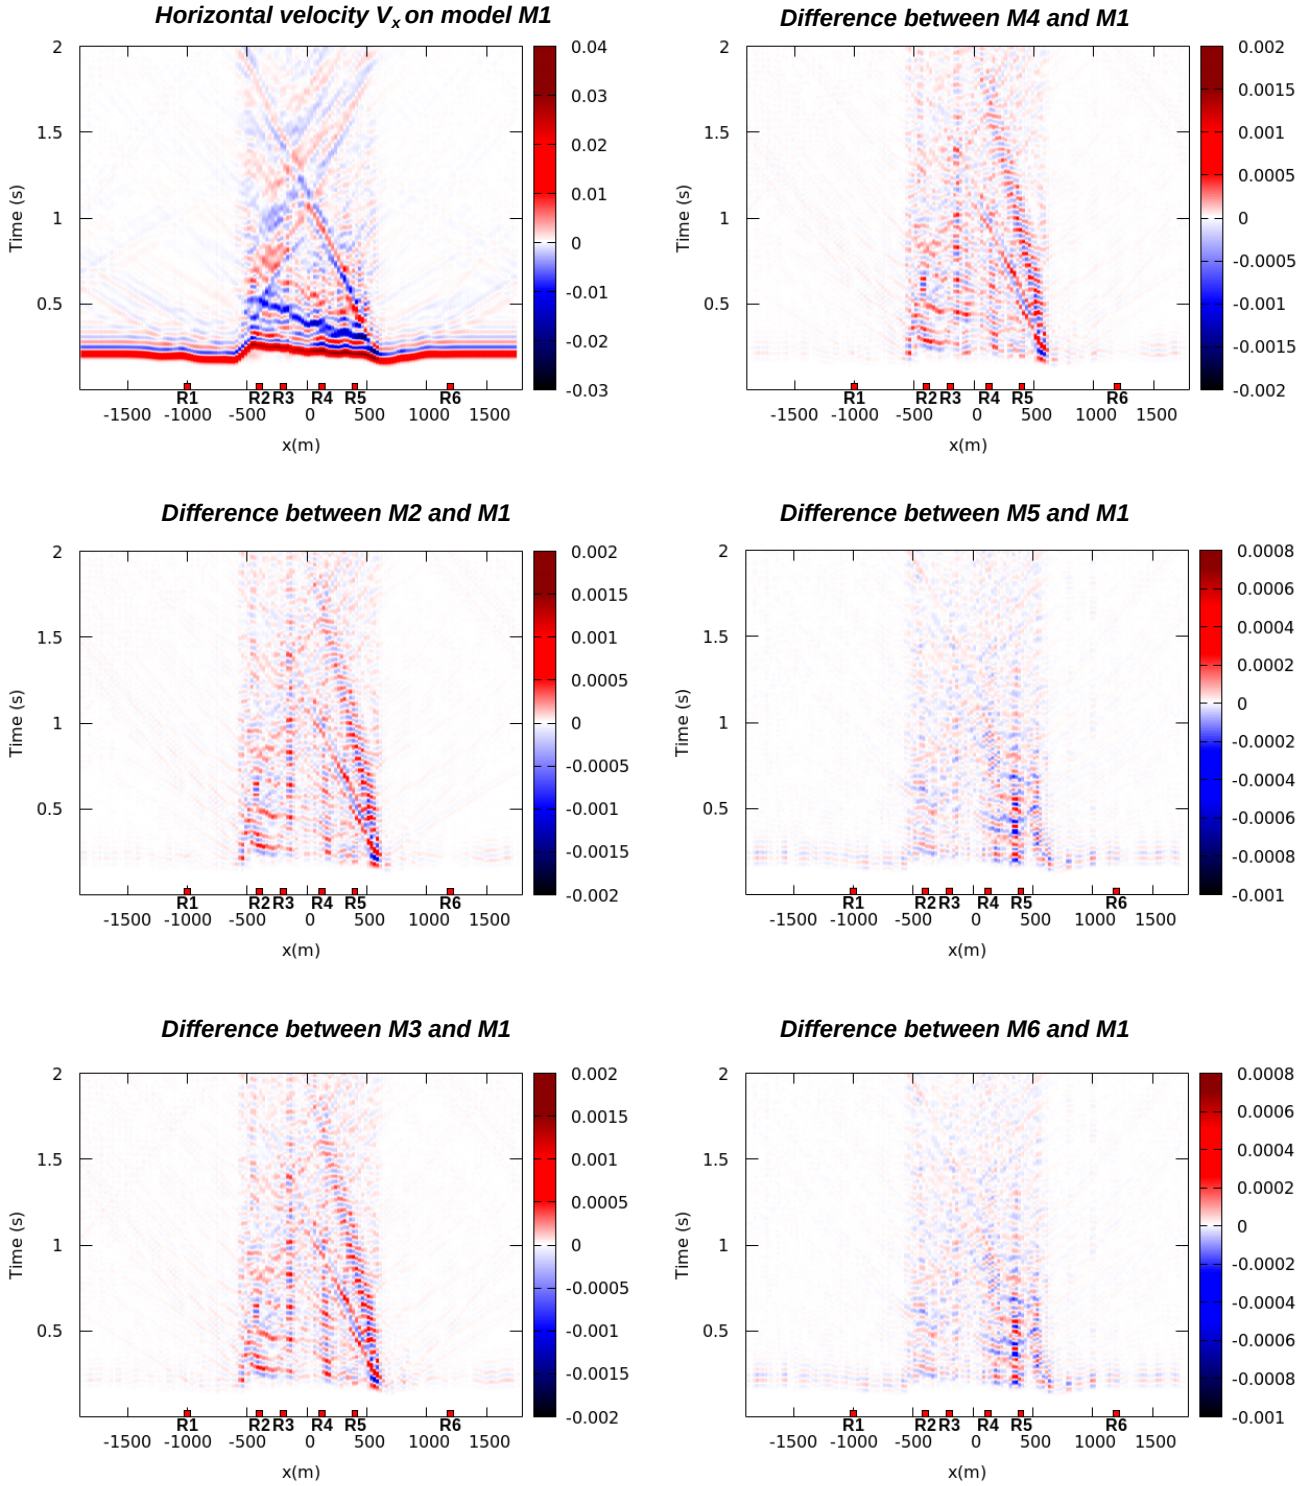 Horizontal velocity Vx on model M1
2
1.5
1
0.5
Time (s)
0.04
0.03
0.02
0.01
0
-0.01
-0.02
-0.03
R1 R2 R3 R4 R5 R6
-1500 -1000 -500 0 500 1000 1500
x(m)
Difference between M4 and M1
2
1.5
1
0.5
Time (s)
0.002
0.0015
0.001
0.0005
0
-0.0005
-0.001
-0.0015
-0.002
R1 R2 R3 R4 R5 R6
-1500 -1000 -500 0 500 1000 1500
x(m)
Difference between M2 and M1
2
1.5
1
0.5
Time (s)
0.002
0.0015
0.001
0.0005
0
-0.0005
-0.001
-0.0015
-0.002
R1 R2 R3 R4 R5 R6
-1500 -1000 -500 0 500 1000 1500
x(m)
Difference between M5 and M1
2
1.5
1
0.5
Time (s)
0.0008
0.0006
0.0004
0.0002
0
-0.0002
-0.0004
-0.0006
-0.0008
-0.001
R1 R2 R3 R4 R5 R6
-1500 -1000 -500 0 500 1000 1500
x(m)
Difference between M3 and M1
2
1.5
1
0.5
Time (s)
0.002
0.0015
0.001
0.0005
0
-0.0005
-0.001
-0.0015
-0.002
R1 R2 R3 R4 R5 R6
-1500 -1000 -500 0 500 1000 1500
x(m)
Difference between M6 and M1
2
1.5
1
0.5
Time (s)
0.0008
0.0006
0.0004
0.0002
0
-0.0002
-0.0004
-0.0006
-0.0008
-0.001
R1 R2 R3 R4 R5 R6
-1500 -1000 -500 0 500 1000 1500
x(m)